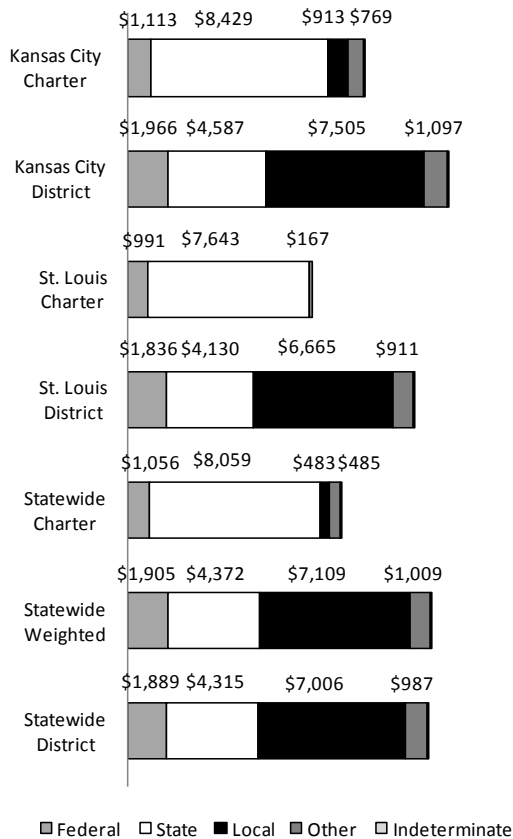 $1,113 $8,429 $913 $769
Kansas City
Charter
$1,966 $4,587 $7,505 $1,097
Kansas City
District
$991 $7,643 $167
St. Louis
Charter
$1,836 $4,130 $6,665 $911
St. Louis
District
$1,056 $8,059 $483 $485
Statewide
Charter
$1,905 $4,372 $7,109 $1,009
Statewide
Weighted
$1,889 $4,315 $7,006 $987
Statewide
District
Federal State Local Other Indeterminate